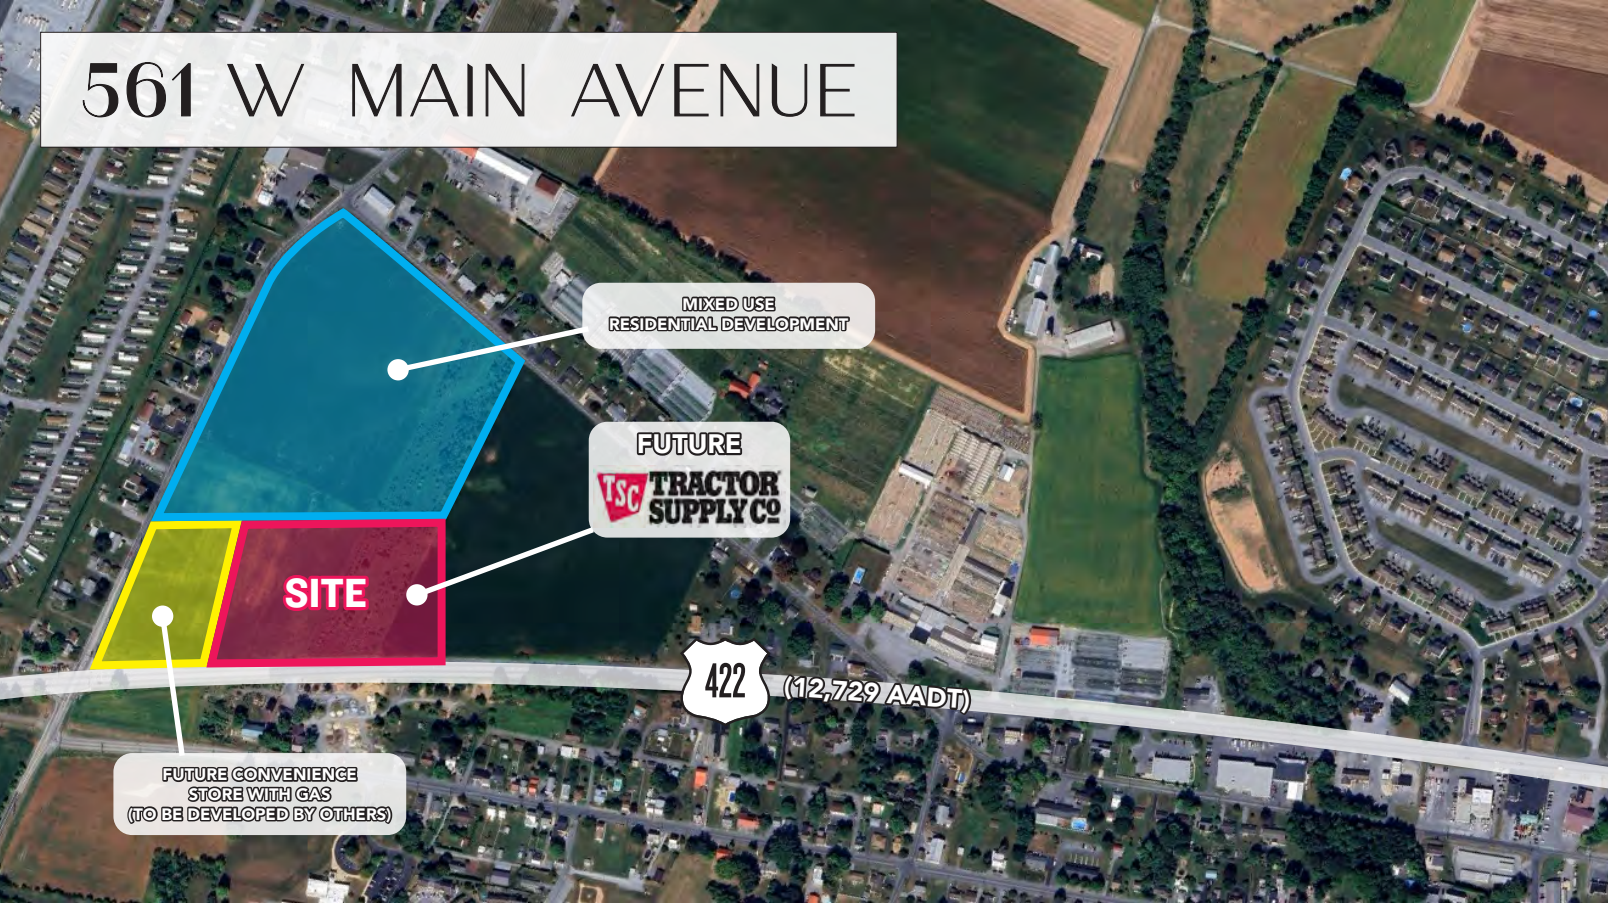 561 W MAIN AVENUE
MIXED USE
RESIDENTIAL DEVELOPMENT
FUTURE
TSC TRACTOR
SUPPLY CO
SITE
422 (12,729 AADT)
FUTURE CONVENIENCE
STORE WITH GAS
(TO BE DEVELOPED BY OTHERS)